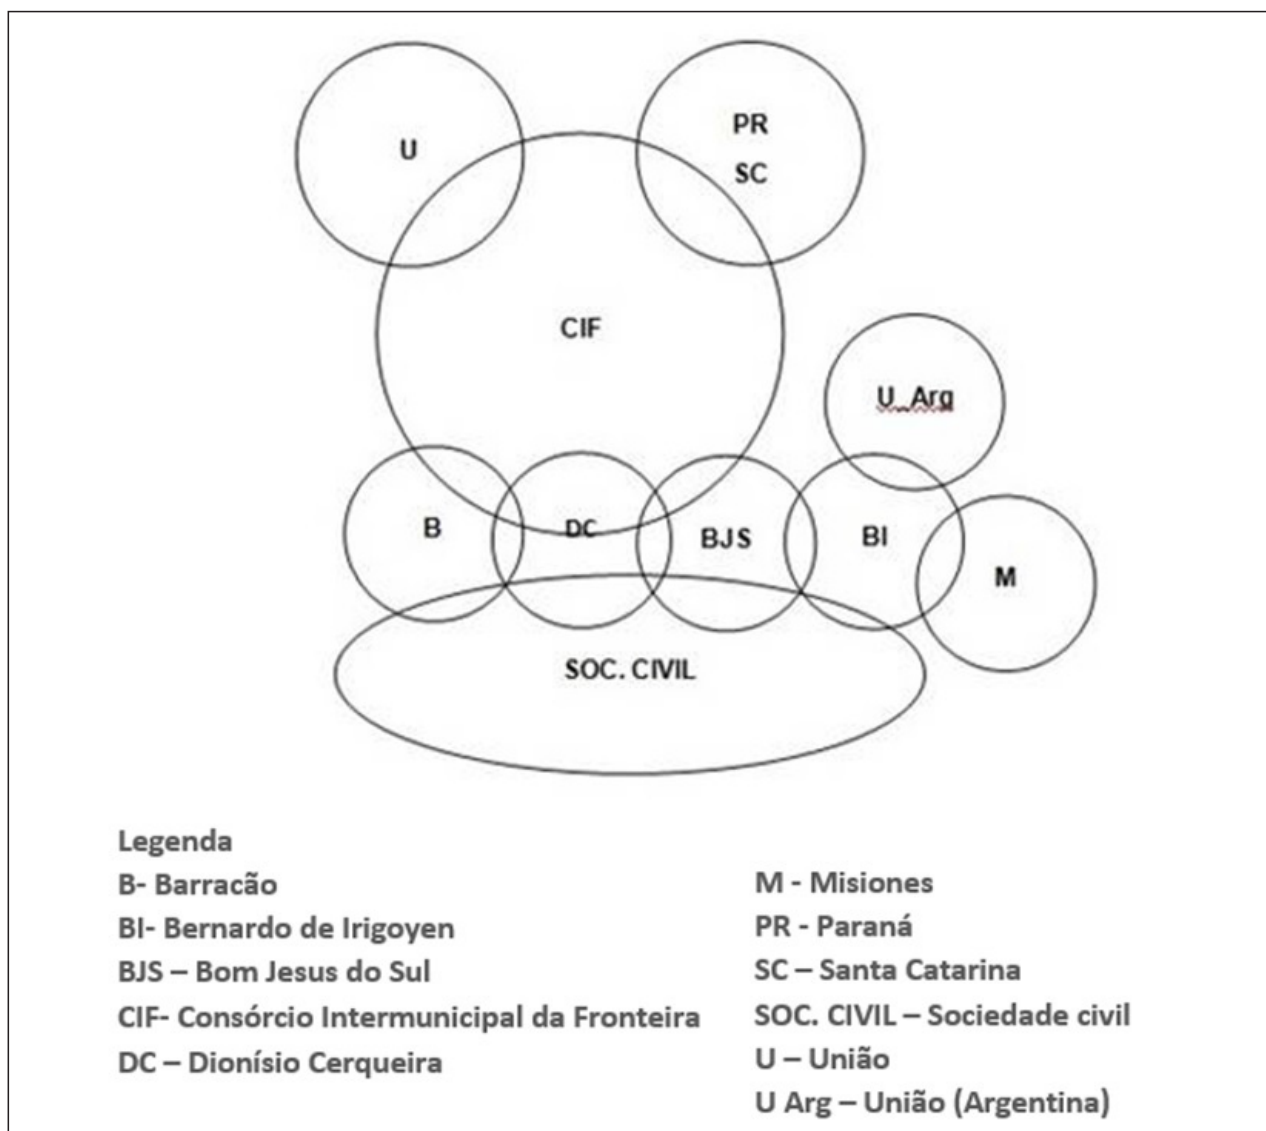 U
PR
SC
CIF
U_Arg
B
DC
BJS
BI
M
SOC. CIVIL
Legenda
B- Barracão
BI- Bernardo de Irigoyen
BJS – Bom Jesus do Sul
CIF- Consórcio Intermunicipal da Fronteira
DC – Dionísio Cerqueira
M - Misiones
PR - Paraná
SC – Santa Catarina
SOC. CIVIL – Sociedade civil
U – União
U Arg – União (Argentina)